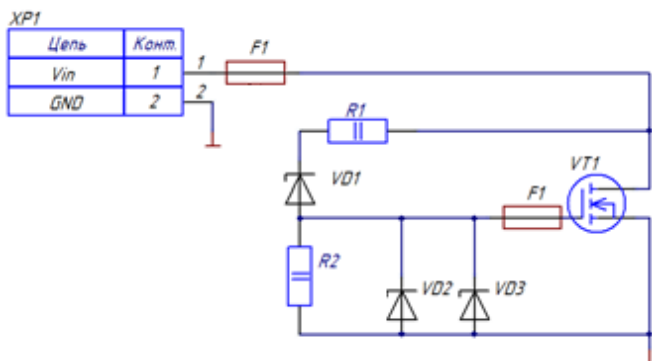 XP1
Цепь Конт.
Vin 1 1 F1
GND 2 2
R1
VT1
VD1
F1
R2 VD2 VD3